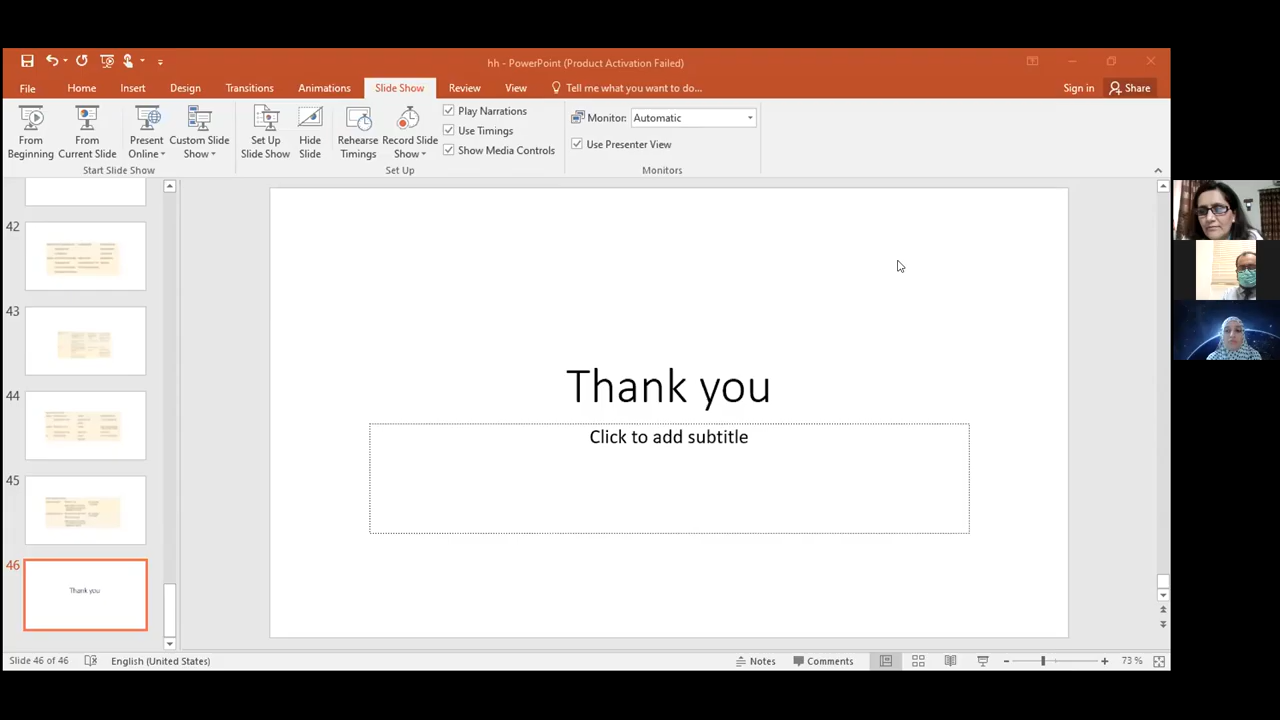 hh - PowerPoint (Product Activation Failed)
File Home Insert Design Transitions Animations Slide Show Review View Tell me what you want to do... Sign in Share
From Beginning
From Current Slide
Present Online
Custom Slide Show
Start Slide Show
Set Up Slide Show
Hide Slide
Rehearse Timings
Record Slide Show
Play Narrations
Use Timings
Show Media Controls
Set Up
Monitor: Automatic
Use Presenter View
Monitors
42
43
44
45
46
Thank you
Thank you
Click to add subtitle
Slide 46 of 46 English (United States) Notes Comments 73 %